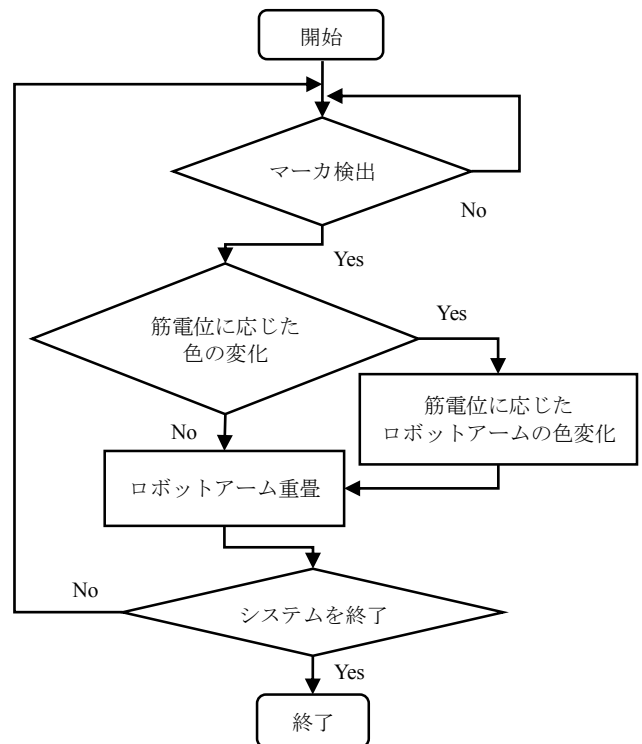 開始
マーカ検出
No
Yes
筋電位に応じた
色の変化
Yes
筋電位に応じた
ロボットアームの色変化
No
ロボットアーム重畳
No
システムを終了
Yes
終了